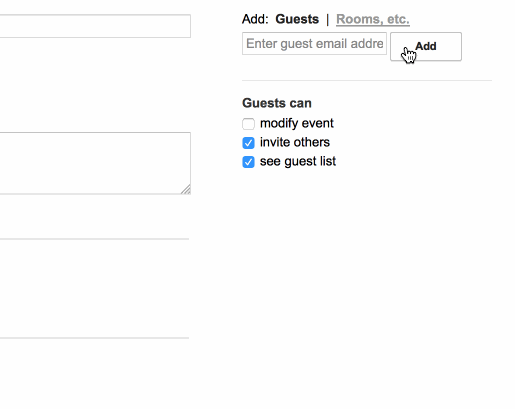 Add: Guests | Rooms, etc.
Enter guest email addre Add
Guests can
modify event
invite others
see guest list